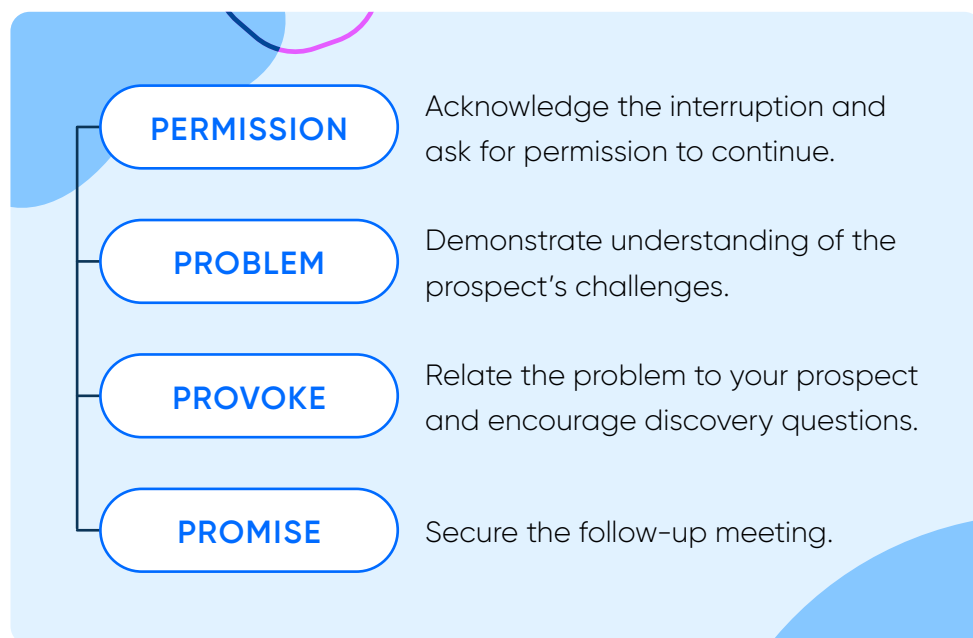 PERMISSION
Acknowledge the interruption and
ask for permission to continue.
PROBLEM
Demonstrate understanding of the
prospect’s challenges.
PROVOKE
Relate the problem to your prospect
and encourage discovery questions.
PROMISE
Secure the follow-up meeting.